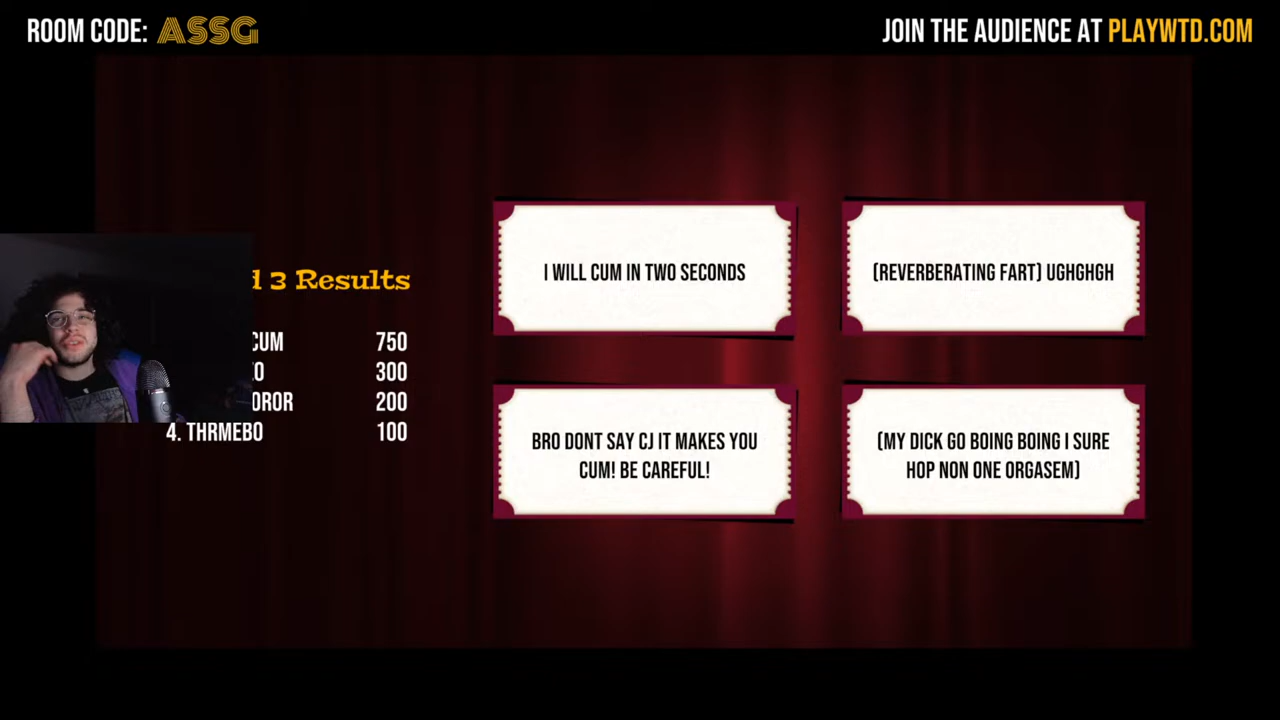 ROOM CODE: ASSG
JOIN THE AUDIENCE AT PLAYWTD.COM
3 Results
CUM 750
300
200
4. THRMEBO 100
I WILL CUM IN TWO SECONDS
(REVERBERATING FART) UGHGHGH
BRO DONT SAY CJ IT MAKES YOU
CUM! BE CAREFUL!
(MY DICK GO BOING BOING I SURE
HOP NON ONE ORGASEM)